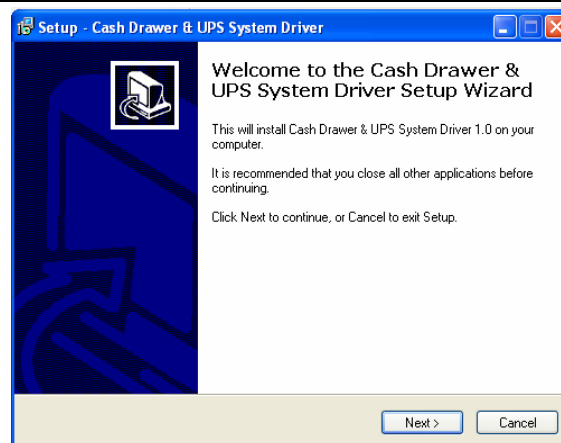 Setup - Cash Drawer & UPS System Driver
Welcome to the Cash Drawer &
UPS System Driver Setup Wizard
This will install Cash Drawer & UPS System Driver 1.0 on your
computer.
It is recommended that you close all other applications before
continuing.
Click Next to continue, or Cancel to exit Setup.
Next >
Cancel